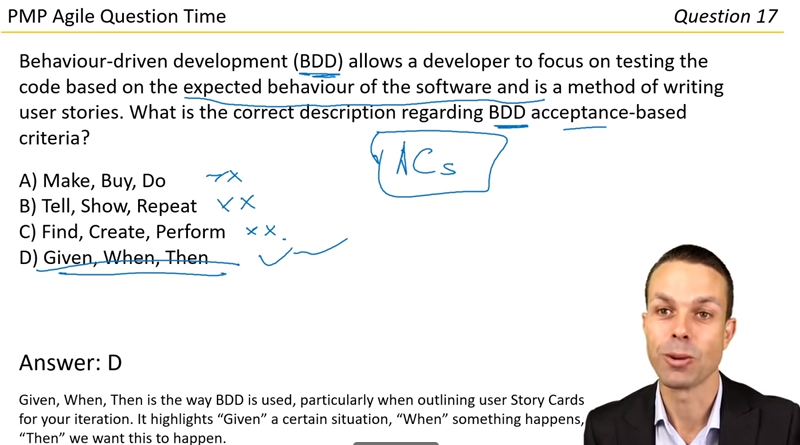 PMP Agile Question Time
Question 17
Behaviour-driven development (BDD) allows a developer to focus on testing the
code based on the expected behaviour of the software and is a method of writing
user stories. What is the correct description regarding BDD acceptance-based
criteria?
ACs
A) Make, Buy, Do
B) Tell, Show, Repeat
C) Find, Create, Perform
D) Given, When, Then
Answer: D
Given, When, Then is the way BDD is used, particularly when outlining user Story Cards
for your iteration. It highlights “Given” a certain situation, “When” something happens,
“Then” we want this to happen.